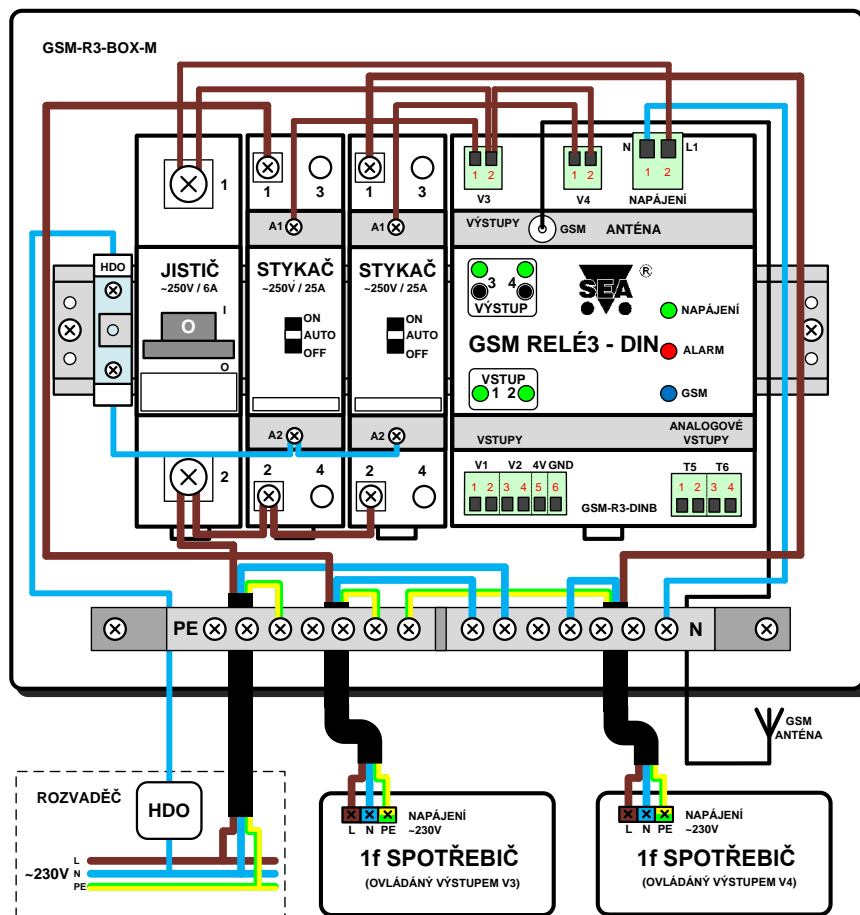 GSM-R3-BOX-M
N
L1
1 2
1 2
1 2
V3
V4
NAPÁJENÍ
1
1
3
1
3
A1
A1
VÝSTUPY
GSM
ANTÉNA
HDO
JISTIČ
~250V / 6A
STYKAČ
~250V / 25A
STYKAČ
~250V / 25A
3 4
VÝSTUP
SEA
®
NAPÁJENÍ
I
O
ON
AUTO
OFF
ON
AUTO
OFF
GSM RELÉ3 - DIN
ALARM
O
VSTUP
1 2
GSM
A2
A2
VSTUPY
ANALOGOVÉ
VSTUPY
2
2
4
2
4
V1 V2 4V GND
1 2 3 4 5 6
GSM-R3-DINB
T5 T6
1 2 3 4
PE
N
GSM
ANTÉNA
ROZVADĚČ
HDO
~230V
L
N
PE
L N PE
NAPÁJENÍ
~230V
1f SPOTŘEBIČ
(OVLÁDÁNÝ VÝSTUPEM V3)
L N PE
NAPÁJENÍ
~230V
1f SPOTŘEBIČ
(OVLÁDÁNÝ VÝSTUPEM V4)